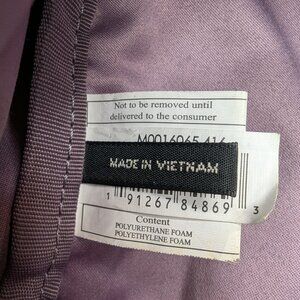 Not to be removed until
delivered to the consumer
M0016065 416
MADE IN VIETNAM
1 91267 84869 3
Content
POLYURETHANE FOAM
POLYETHYLENE FOAM